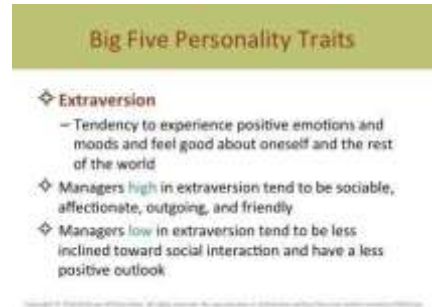 Big Five Personality Traits
Extraversion
– Tendency to experience positive emotions and
moods and feel good about oneself and the rest
of the world
Managers high in extraversion tend to be sociable,
affectionate, outgoing, and friendly
Managers low in extraversion tend to be less
inclined toward social interaction and have a less
positive outlook